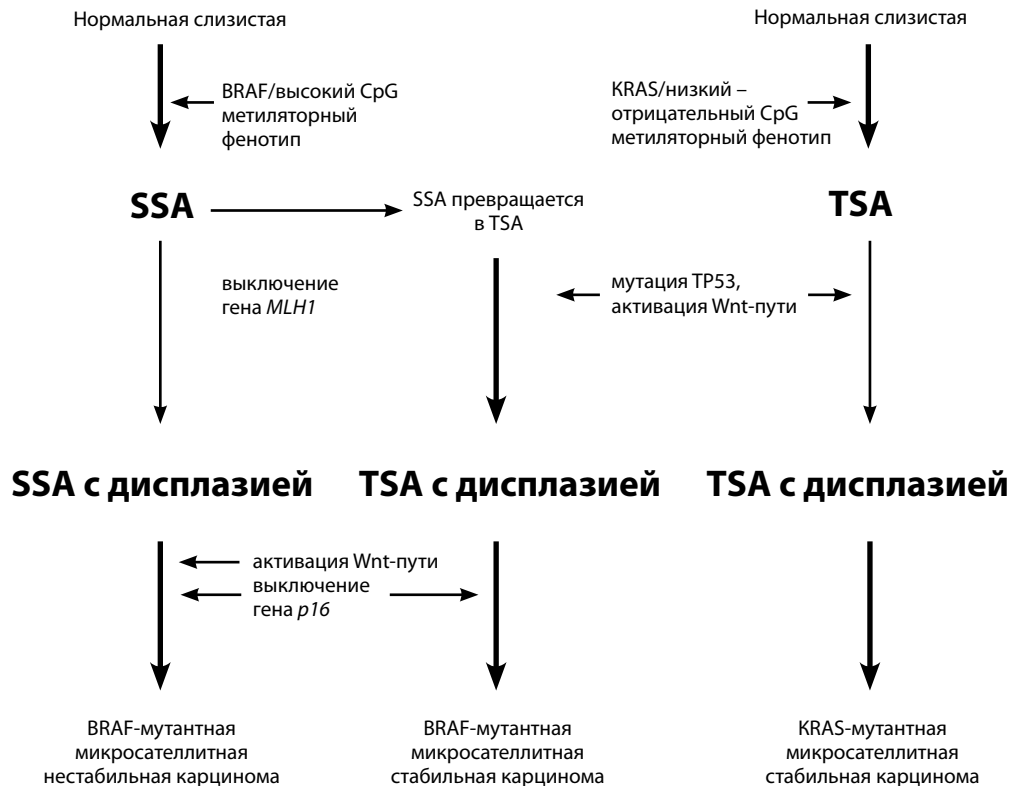 Нормальная слизистая
Нормальная слизистая
BRAF/высокий CpG
метиляторный
фенотип
KRAS/низкий –
отрицательный CpG
метиляторный фенотип
SSA
SSA превращается
в TSA
TSA
выключение
гена MLH1
мутация TP53,
активация Wnt-пути
SSA с дисплазией
TSA с дисплазией
TSA с дисплазией
активация Wnt-пути
выключение
гена p16
BRAF-мутантная
микросателлитная
нестабильная карцинома
BRAF-мутантная
микросателлитная
стабильная карцинома
KRAS-мутантная
микросателлитная
стабильная карцинома